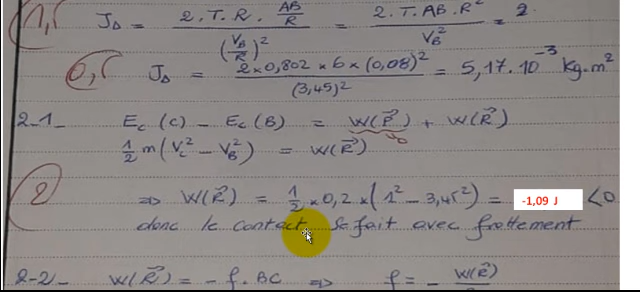 1,5 J_Δ = 2.T.R.(AB/R) / (V_B/R)² = 2.T.AB.R² / V_B² = 2.
0,5 J_Δ = 2×0,802×6×(0,08)² / (3,45)² = 5,17.10⁻³ Kg.m²
2-1- Ec(C) - Ec(B) = W(P⃗) + W(R⃗)
½ m(V_C² - V_B²) = W(R⃗)
2 ⇒ W(R⃗) = ½ × 0,2 × (1² - 3,45²) = -1,09 J < 0
donc le contact se fait avec frottement
2-2- W(R⃗) = -f.BC ⇒ f = - W(R⃗)